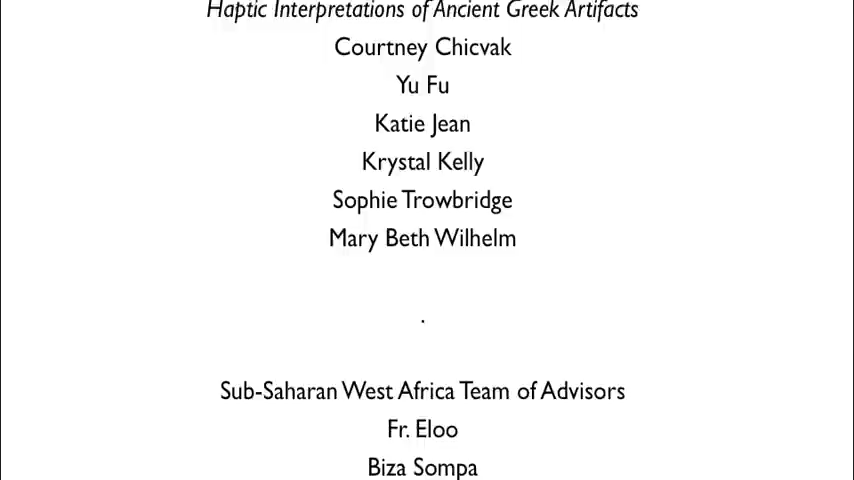 Haptic Interpretations of Ancient Greek Artifacts
Courtney Chicvak
Yu Fu
Katie Jean
Krystal Kelly
Sophie Trowbridge
Mary Beth Wilhelm
.
Sub-Saharan West Africa Team of Advisors
Fr. Eloo
Biza Sompa